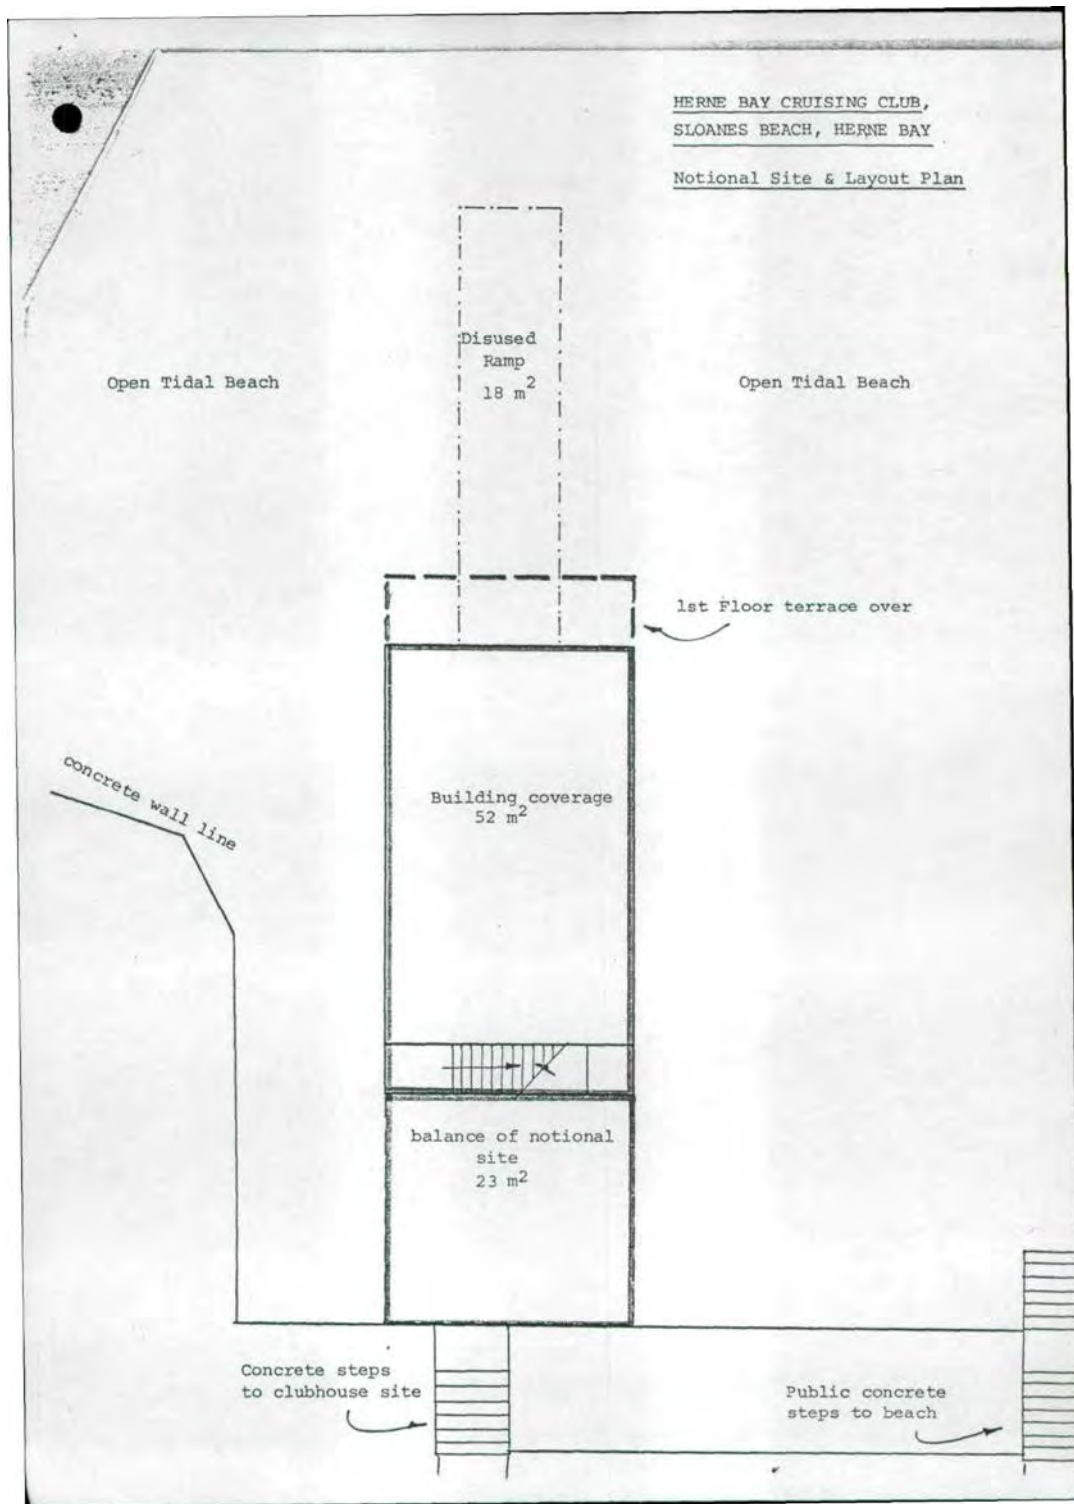 HERNE BAY CRUISING CLUB,
SLOANES BEACH, HERNE BAY
Notional Site & Layout Plan
Disused
Ramp
18 m²
Open Tidal Beach
Open Tidal Beach
1st Floor terrace over
concrete wall line
Building coverage
52 m²
balance of notional
site
23 m²
Concrete steps
to clubhouse site
Public concrete
steps to beach